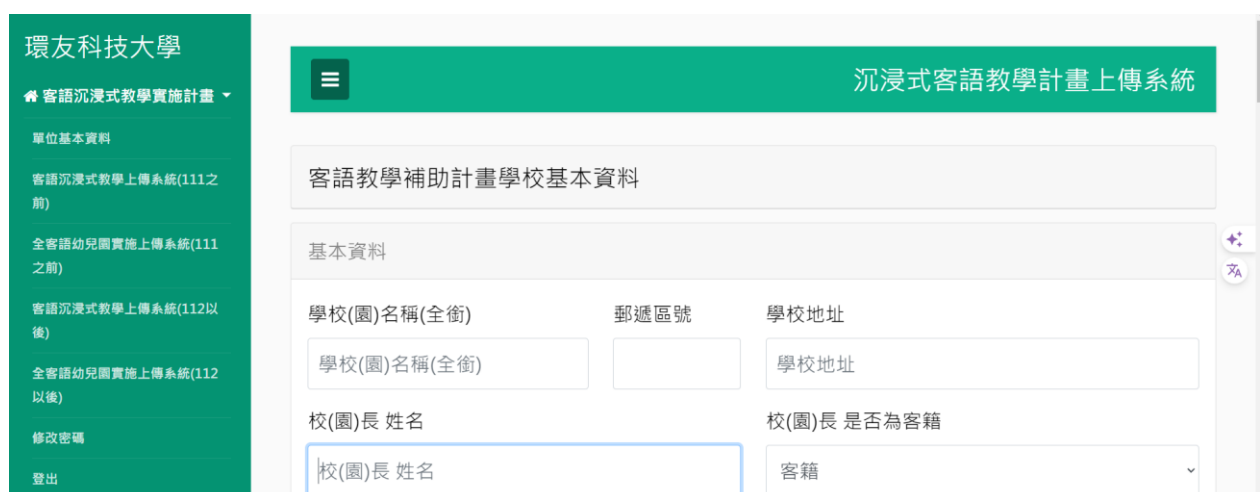 環友科技大學
客語沉浸式教學實施計畫
單位基本資料
客語沉浸式教學上傳系統(111之
前)
全客語幼兒園實施上傳系統(111
之前)
客語沉浸式教學上傳系統(112以
後)
全客語幼兒園實施上傳系統(112
以後)
修改密碼
登出
沉浸式客語教學計畫上傳系統
客語教學補助計畫學校基本資料
基本資料
學校(園)名稱(全銜)
郵遞區號
學校地址
學校(園)名稱(全銜)
學校地址
校(園)長 姓名
校(園)長 是否為客籍
校(園)長 姓名
客籍